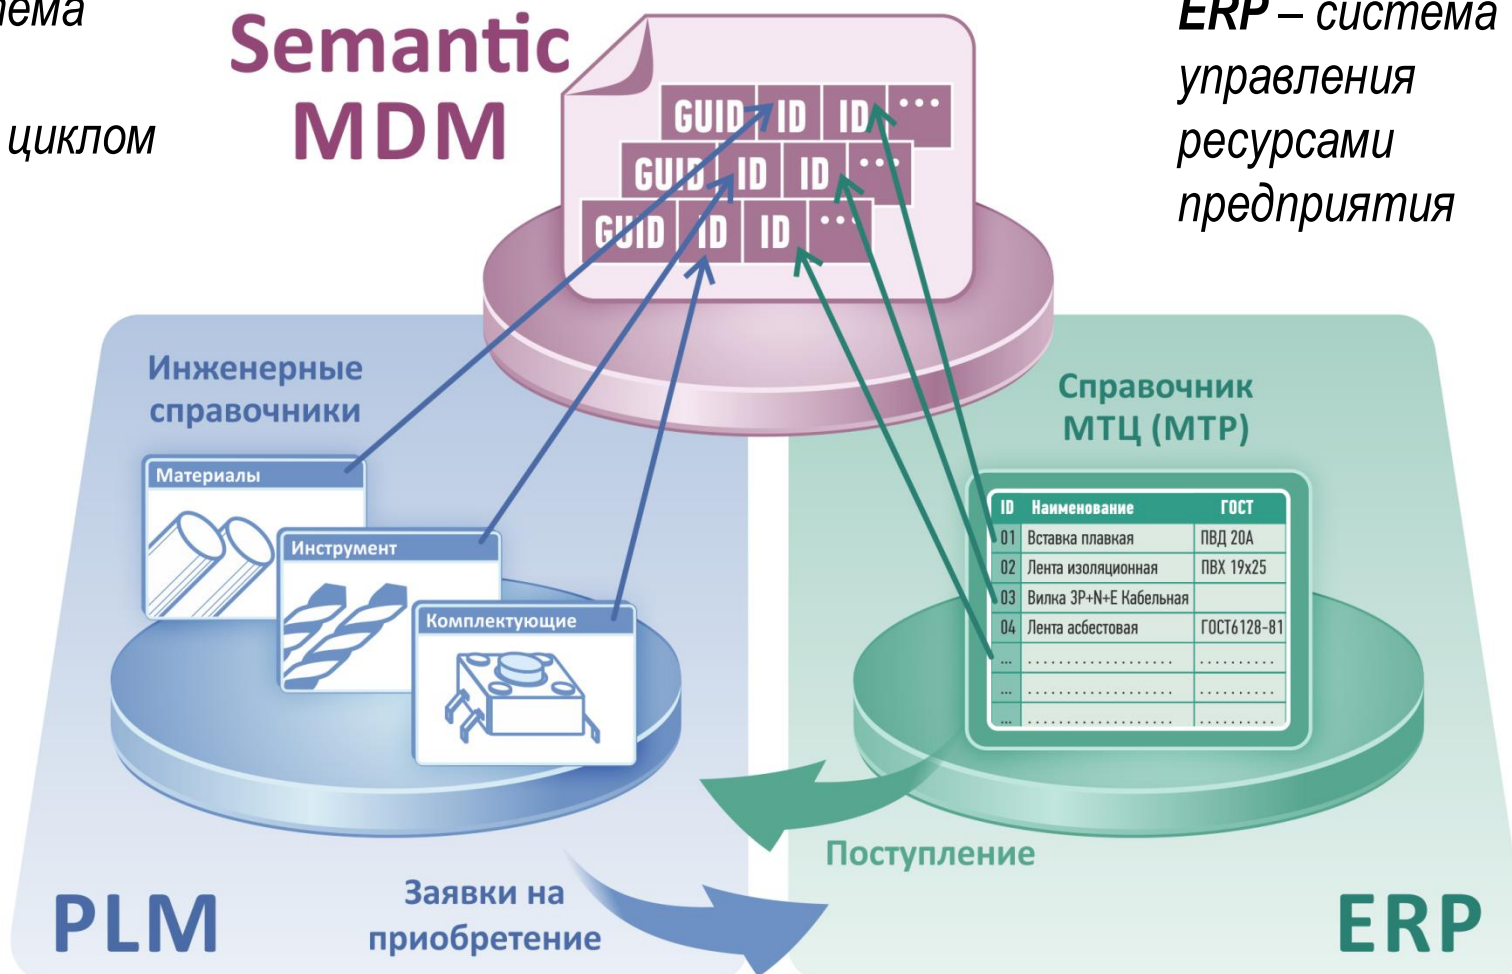 циклом
Semantic
MDM
ERP – система
управления
ресурсами
предприятия
GUID ID ID ...
GUID ID ID ...
GUID ID ID ...
Инженерные
справочники
Материалы
Инструмент
Комплектующие
Справочник
МТЦ (МТР)
ID Наименование ГОСТ
01 Вставка плавкая ПВД 20А
02 Лента изоляционная ПВХ 19х25
03 Вилка 3P+N+E Кабельная
04 Лента асбестовая ГОСТ6128-81
... ................... ..........
... ................... ..........
... ................... ..........
Поступление
Заявки на
приобретение
PLM
ERP